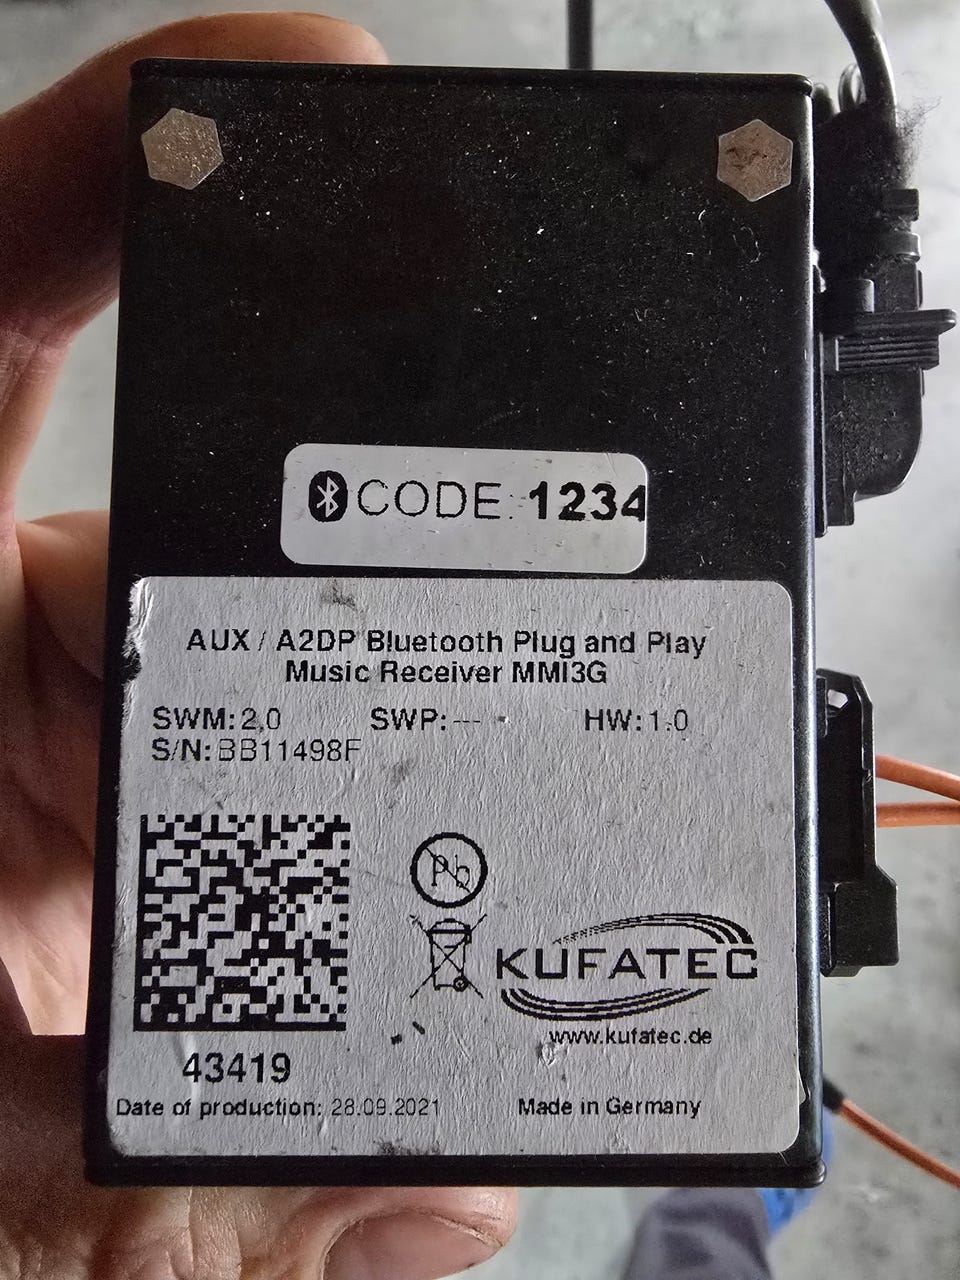 CODE: 1234
AUX / A2DP Bluetooth Plug and Play
Music Receiver MMI3G
SWM: 2.0 SWP: --- HW: 1.0
S/N: BB11498F
Pb
KUFATEC
www.kufatec.de
43419
Date of production: 28.09.2021 Made in Germany